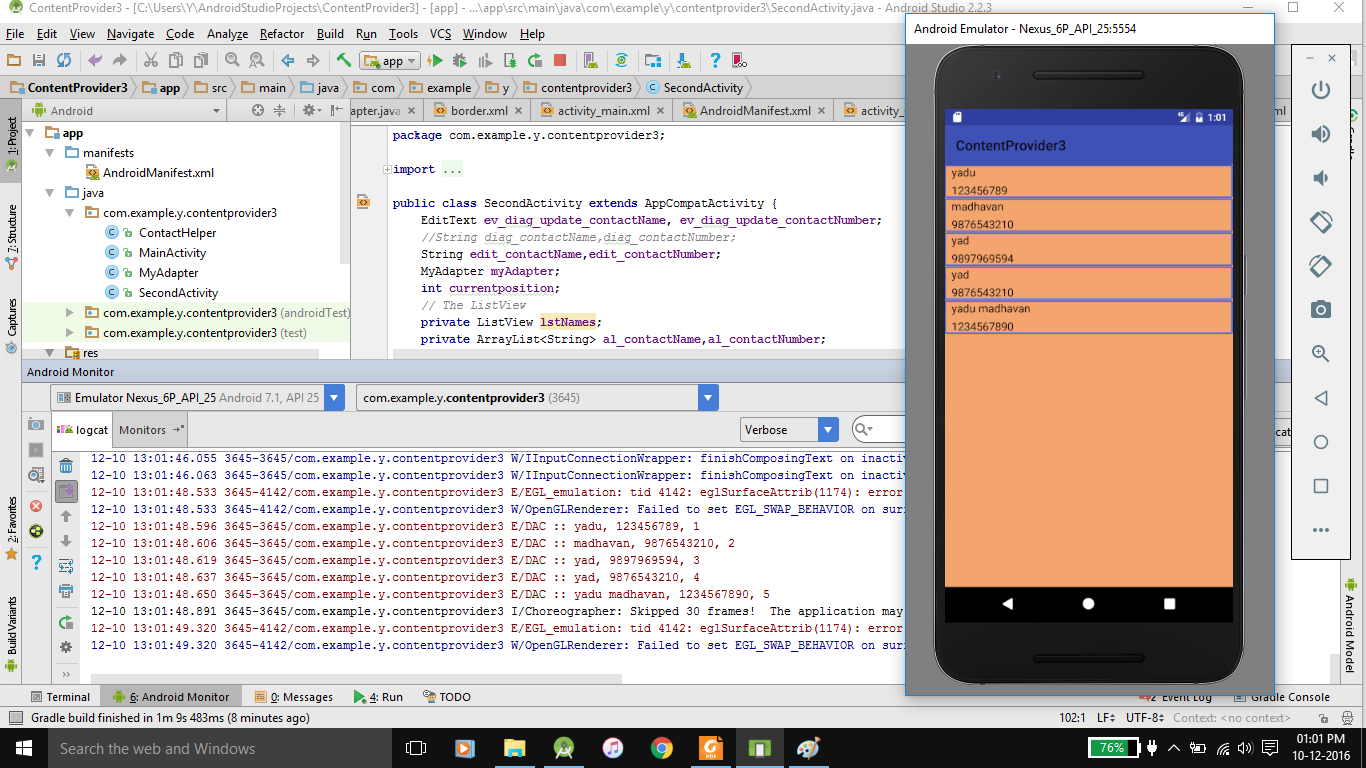 ContentProvider3 - [C:\Users\Y\AndroidStudioProjects\ContentProvider3] - [app] - ...\app\src\main\java\com\example\y\contentprovider3\SecondActivity.java - Android Studio 2.2.3
File Edit View Navigate Code Analyze Refactor Build Run Tools VCS Window Help
app
ContentProvider3 app src main java com example y contentprovider3 SecondActivity
Android
apter.java border.xml activity_main.xml AndroidManifest.xml activity_
ml
1: Project
7: Structure
Captures
2: Favorites
Build Variants
app
manifests
AndroidManifest.xml
java
com.example.y.contentprovider3
ContactHelper
MainActivity
MyAdapter
SecondActivity
com.example.y.contentprovider3 (androidTest)
com.example.y.contentprovider3 (test)
res
package com.example.y.contentprovider3;
import ...
public class SecondActivity extends AppCompatActivity {
EditText ev_diag_update_contactName, ev_diag_update_contactNumber;
//String diag_contactName,diag_contactNumber;
String edit_contactName,edit_contactNumber;
MyAdapter myAdapter;
int currentposition;
// The ListView
private ListView lstNames;
private ArrayList<String> al_contactName,al_contactNumber;
Android Monitor
Emulator Nexus_6P_API_25 Android 7.1, API 25
com.example.y.contentprovider3 (3645)
logcat Monitors
Verbose
cat
12-10 13:01:46.055 3645-3645/com.example.y.contentprovider3 W/IInputConnectionWrapper: finishComposingText on inactiv
12-10 13:01:46.063 3645-3645/com.example.y.contentprovider3 W/IInputConnectionWrapper: finishComposingText on inactiv
12-10 13:01:48.533 3645-4142/com.example.y.contentprovider3 E/EGL_emulation: tid 4142: eglSurfaceAttrib(1174): error
12-10 13:01:48.533 3645-4142/com.example.y.contentprovider3 W/OpenGLRenderer: Failed to set EGL_SWAP_BEHAVIOR on sur
12-10 13:01:48.596 3645-3645/com.example.y.contentprovider3 E/DAC :: yadu, 123456789, 1
12-10 13:01:48.606 3645-3645/com.example.y.contentprovider3 E/DAC :: madhavan, 9876543210, 2
12-10 13:01:48.619 3645-3645/com.example.y.contentprovider3 E/DAC :: yad, 9897969594, 3
12-10 13:01:48.637 3645-3645/com.example.y.contentprovider3 E/DAC :: yad, 9876543210, 4
12-10 13:01:48.650 3645-3645/com.example.y.contentprovider3 E/DAC :: yadu madhavan, 1234567890, 5
12-10 13:01:48.891 3645-3645/com.example.y.contentprovider3 I/Choreographer: Skipped 30 frames! The application may
12-10 13:01:49.320 3645-4142/com.example.y.contentprovider3 E/EGL_emulation: tid 4142: eglSurfaceAttrib(1174): error
12-10 13:01:49.320 3645-4142/com.example.y.contentprovider3 W/OpenGLRenderer: Failed to set EGL_SWAP_BEHAVIOR on sur
Android Emulator - Nexus_6P_API_25:5554
1:01
ContentProvider3
yadu
123456789
madhavan
9876543210
yad
9897969594
yad
9876543210
yadu madhavan
1234567890
Android Model
Terminal 6: Android Monitor 0: Messages 4: Run TODO
2 Event Log Gradle Console
Gradle build finished in 1m 9s 483ms (8 minutes ago)
102:1 LF UTF-8 Context: <no context>
Search the web and Windows
76%
01:01 PM
10-12-2016